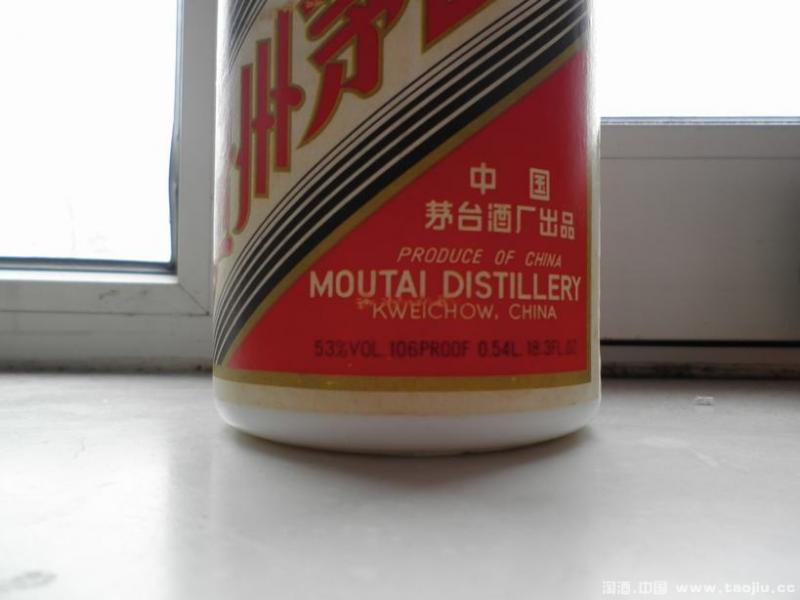 州茅
中国
茅台酒厂出品
PRODUCE OF CHINA
MOUTAI DISTILLERY
KWEICHOW, CHINA
53%VOL 106PROOF 0.54L 18.3FL.OZ
淘酒.中国 www.taojiu.cc